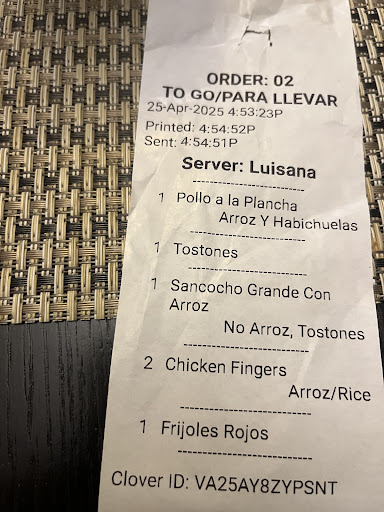 ORDER: 02
TO GO/PARA LLEVAR
25-Apr-2025 4:53:23P
Printed: 4:54:52P
Sent: 4:54:51P
Server: Luisana
1 Pollo a la Plancha
Arroz Y Habichuelas
1 Tostones
1 Sancocho Grande Con
Arroz
No Arroz, Tostones
2 Chicken Fingers
Arroz/Rice
1 Frijoles Rojos
Clover ID: VA25AY8ZYPSNT